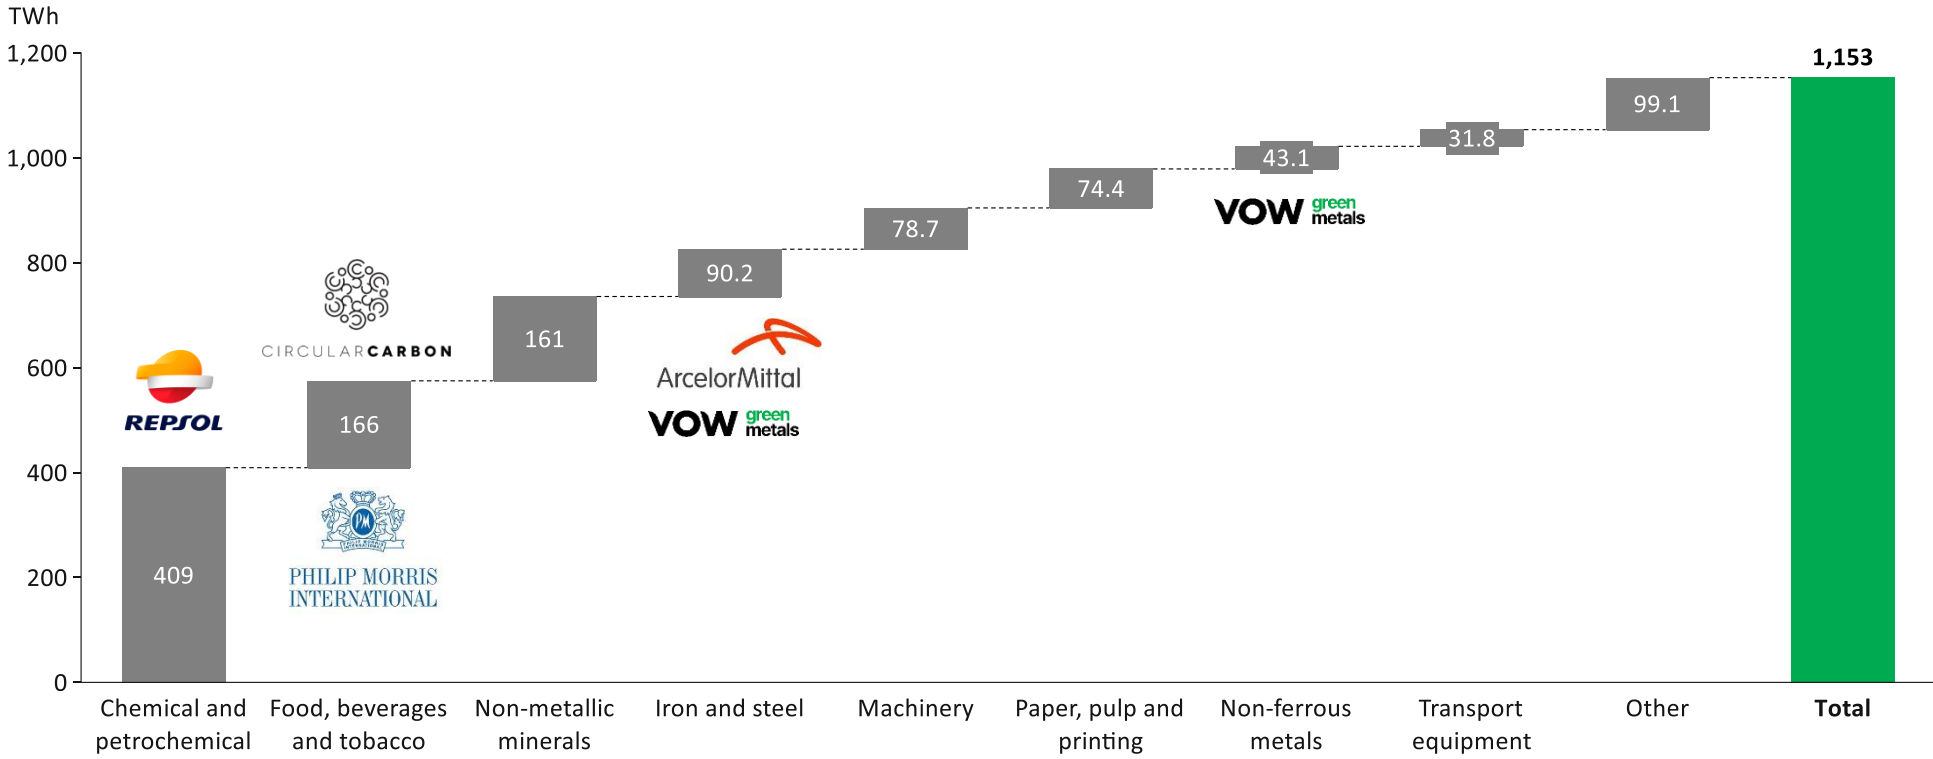 TWh
1,200
1,000
800
600
400
200
0
409
166
161
90.2
78.7
74.4
43.1
31.8
99.1
1,153
REPSOL
CIRCULARCARBON
PM
PHILIP MORRIS
INTERNATIONAL
ArcelorMittal
VOW green
metals
VOW green
metals
Chemical and
petrochemical
Food, beverages
and tobacco
Non-metallic
minerals
Iron and steel
Machinery
Paper, pulp and
printing
Non-ferrous
metals
Transport
equipment
Other
Total